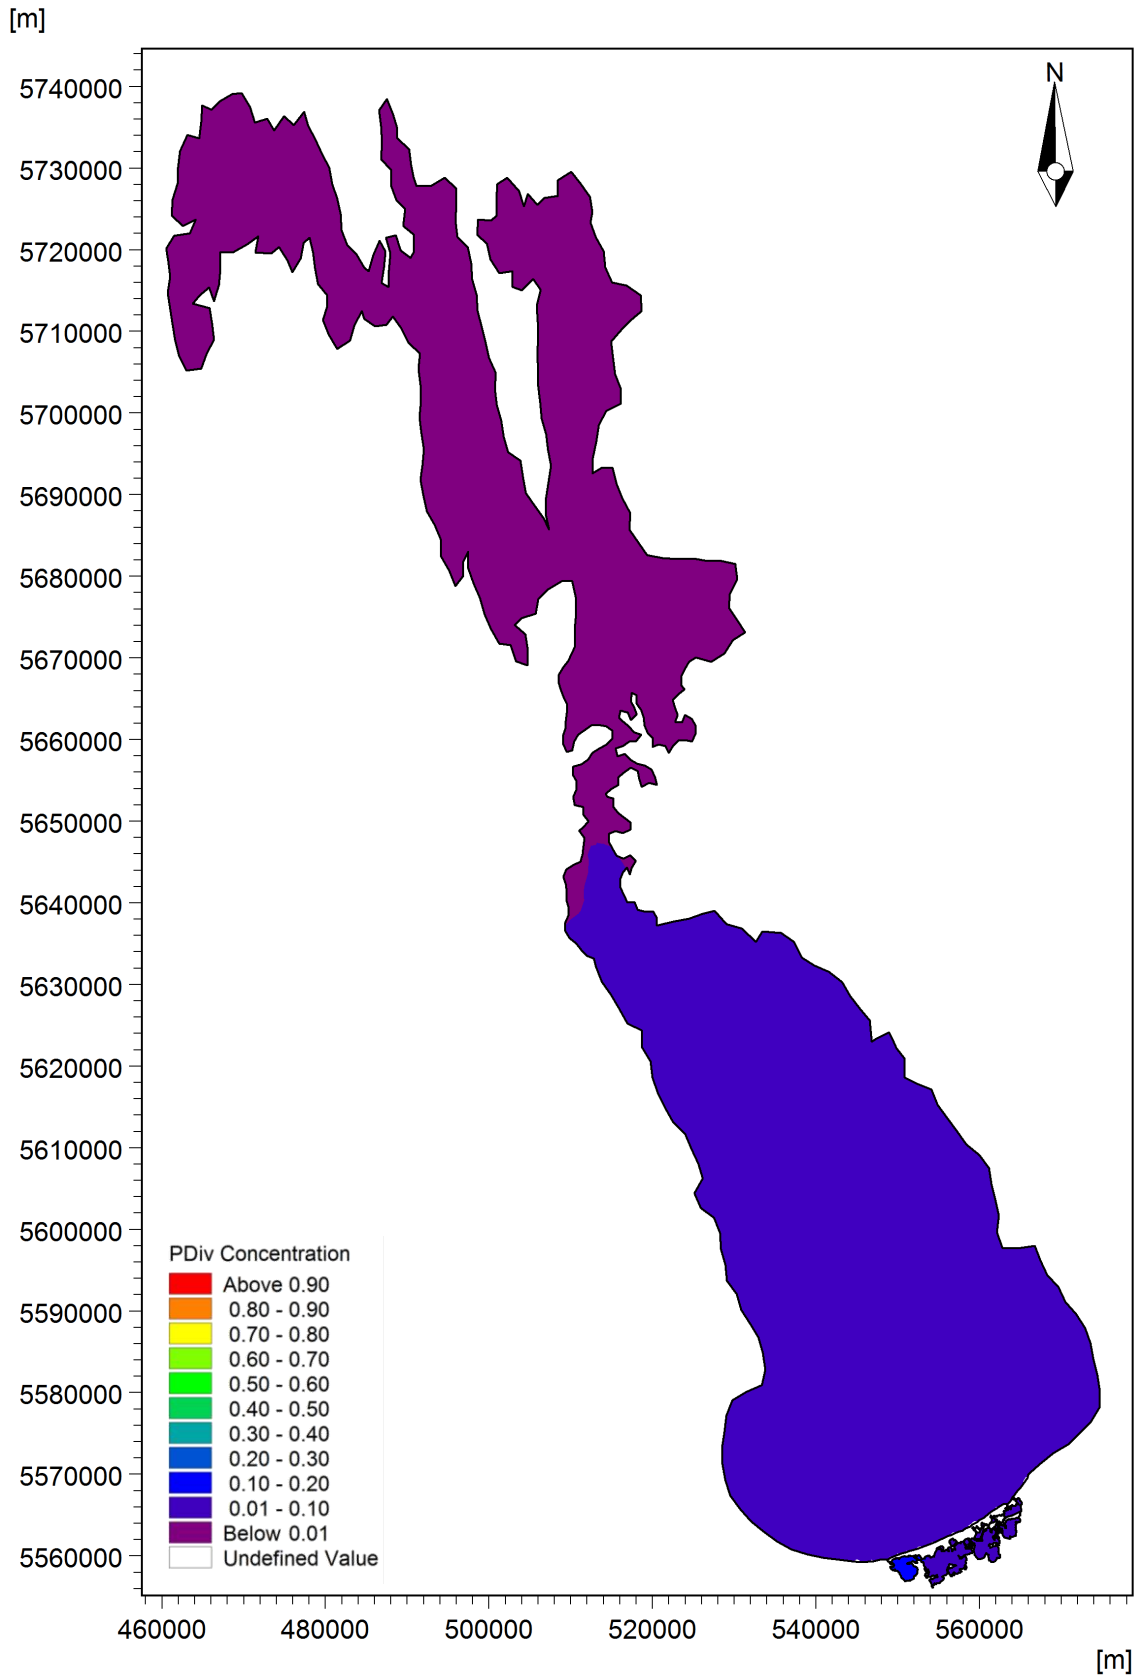 [m]
N
5740000
5730000
5720000
5710000
5700000
5690000
5680000
5670000
5660000
5650000
5640000
5630000
5620000
5610000
5600000
5590000
5580000
5570000
5560000
PDiv Concentration
Above 0.90
0.80 - 0.90
0.70 - 0.80
0.60 - 0.70
0.50 - 0.60
0.40 - 0.50
0.30 - 0.40
0.20 - 0.30
0.10 - 0.20
0.01 - 0.10
Below 0.01
Undefined Value
460000 480000 500000 520000 540000 560000
[m]